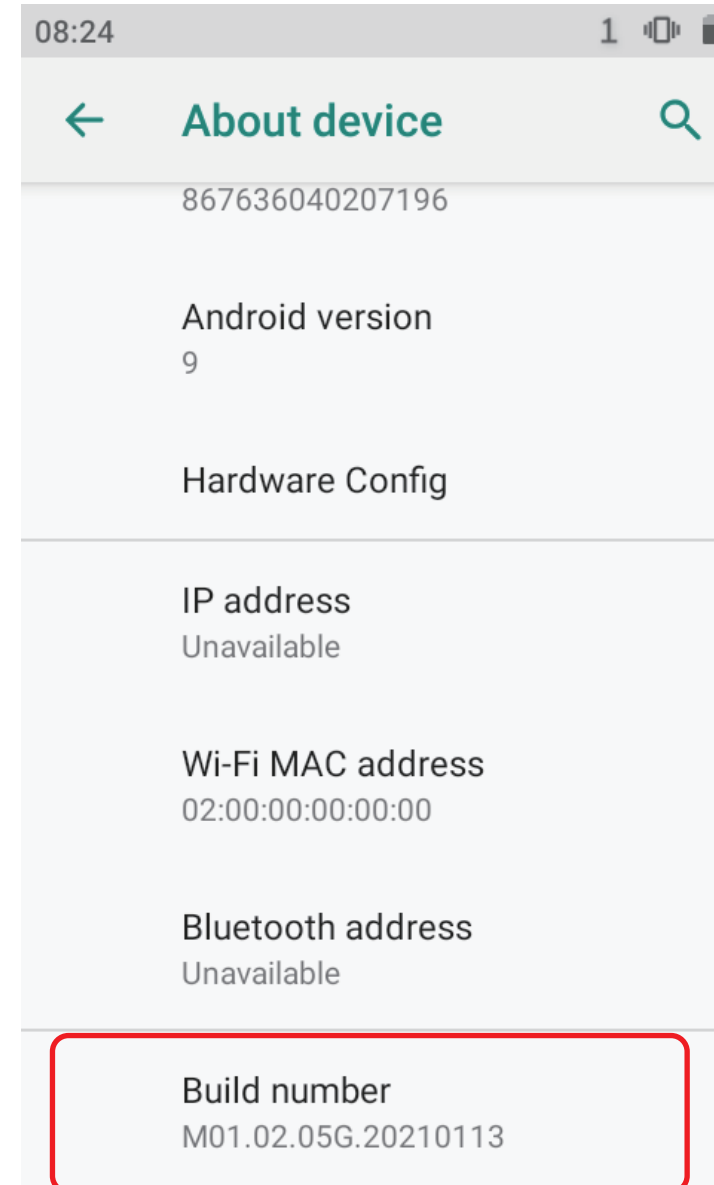 08:24 1
About device
867636040207196
Android version
9
Hardware Config
IP address
Unavailable
Wi-Fi MAC address
02:00:00:00:00:00
Bluetooth address
Unavailable
Build number
M01.02.05G.20210113